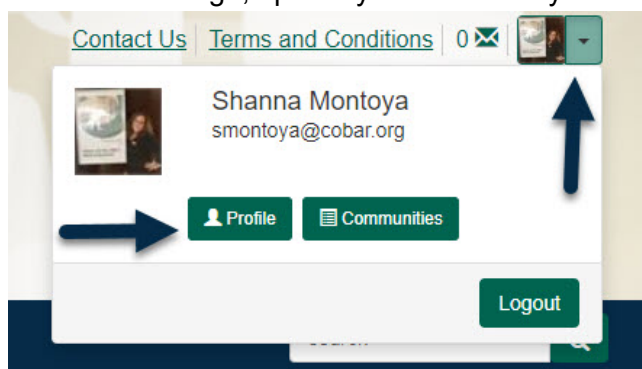 Contact Us Terms and Conditions 0
Shanna Montoya
smontoya@cobar.org
Profile Communities
Logout